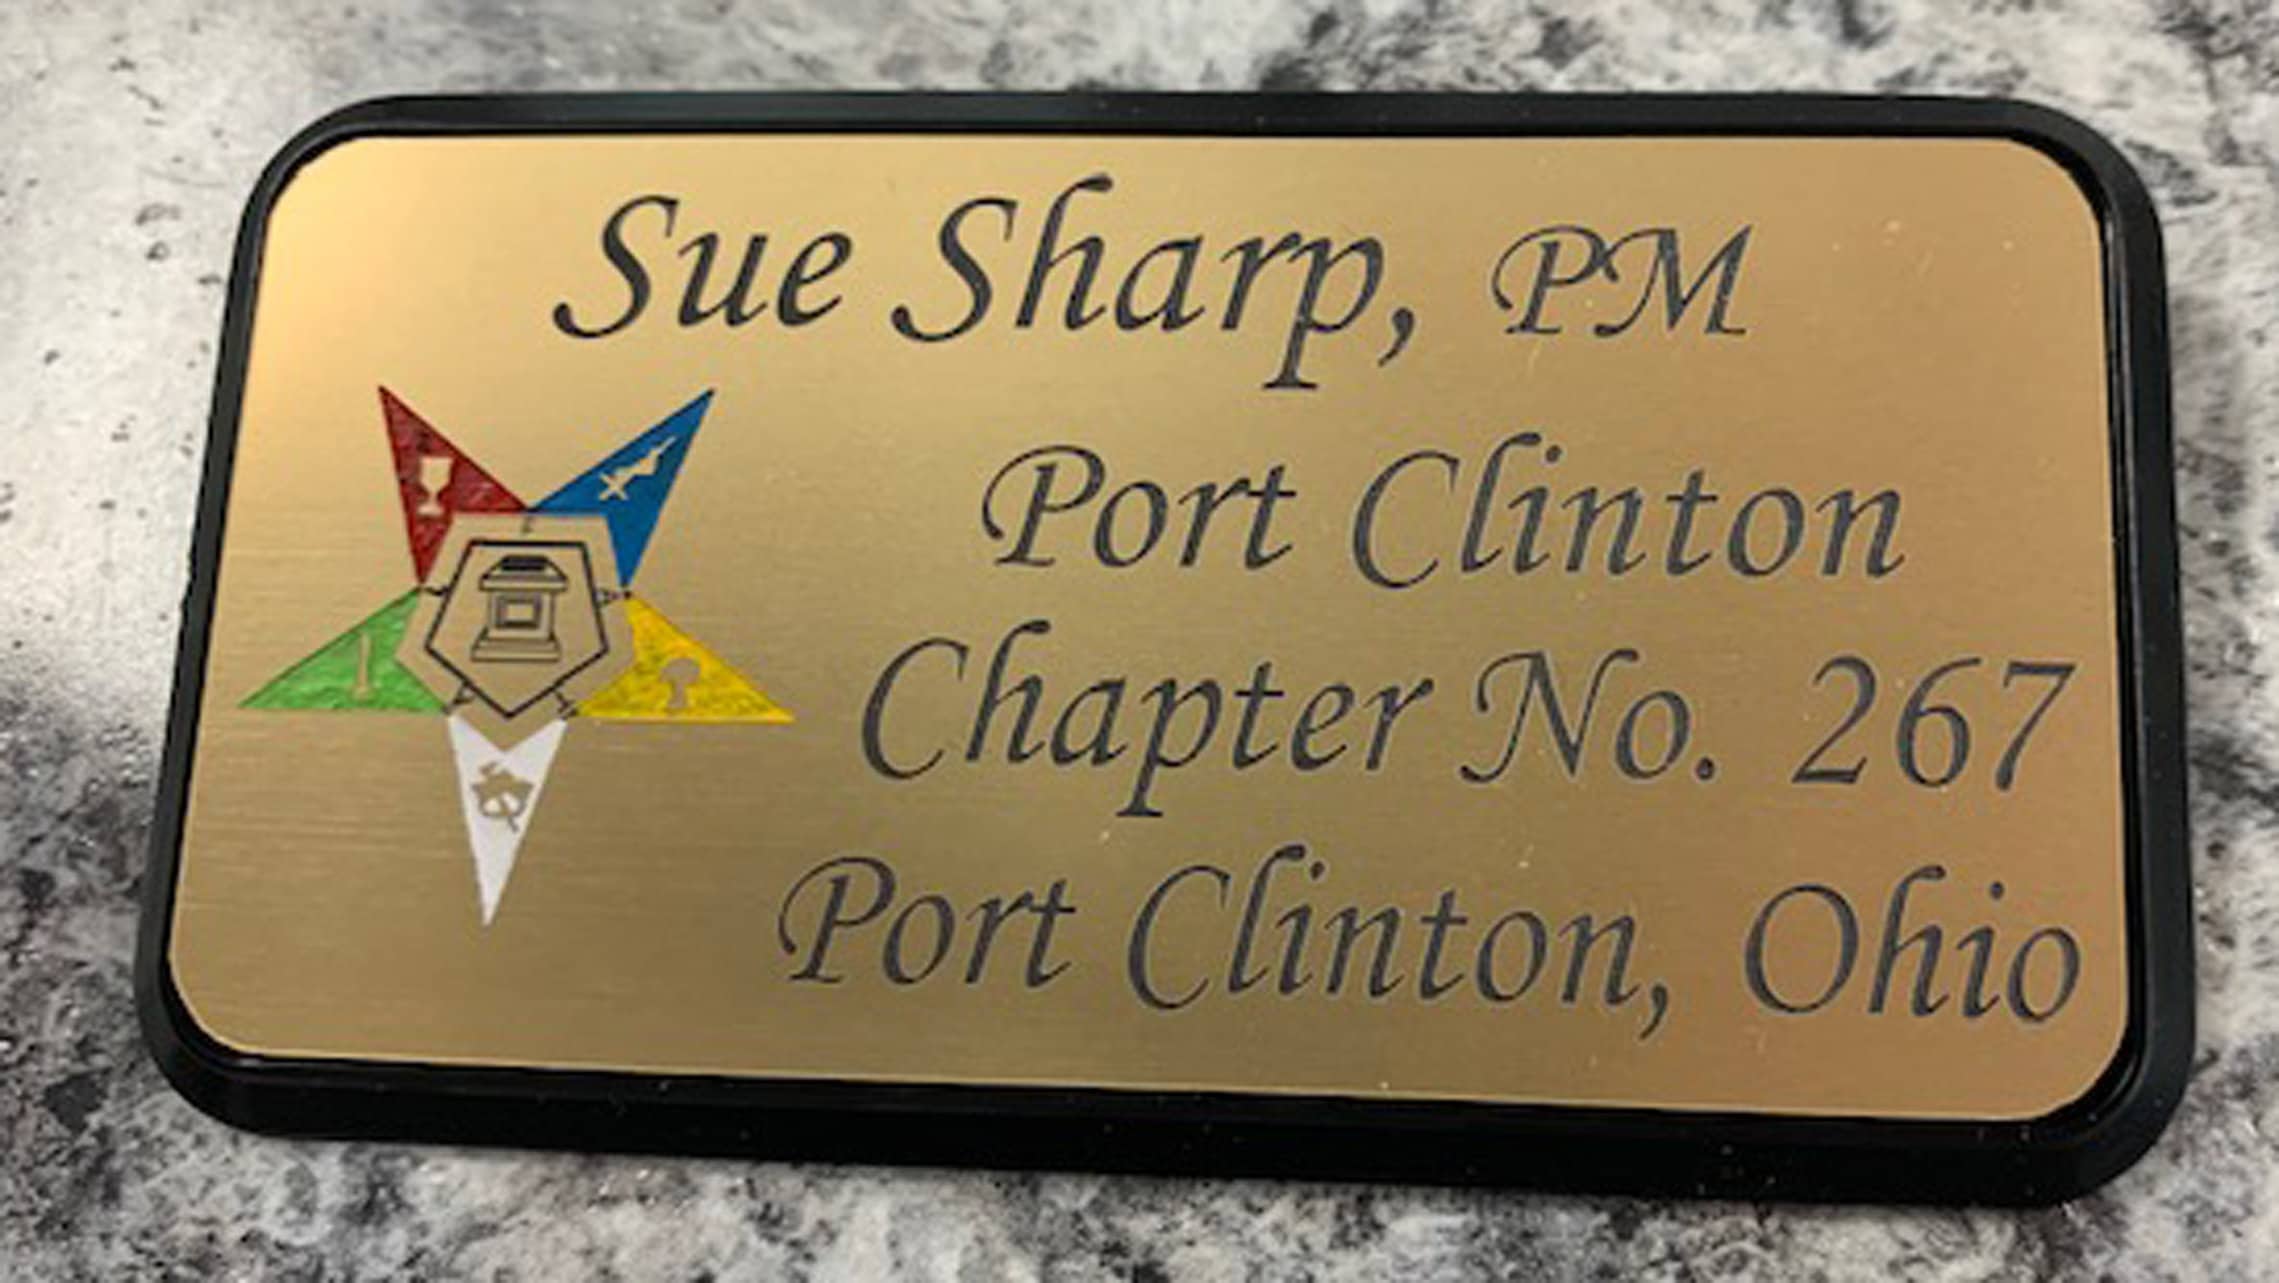 Sue Sharp, PM
Port Clinton
Chapter No. 267
Port Clinton, Ohio